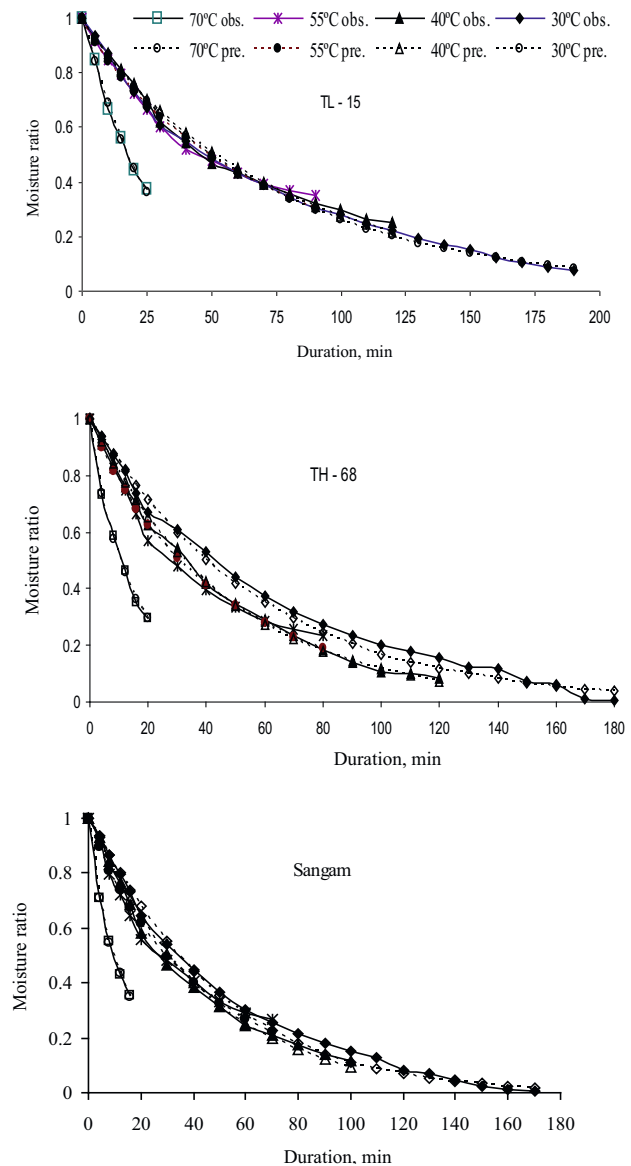 70ºC obs. 55ºC obs. 40ºC obs. 30ºC obs.
70ºC pre. 55ºC pre. 40ºC pre. 30ºC pre.
TL - 15
Moisture ratio
1
0.8
0.6
0.4
0.2
0
0 25 50 75 100 125 150 175 200
Duration, min
TH - 68
Moisture ratio
1
0.8
0.6
0.4
0.2
0
0 20 40 60 80 100 120 140 160 180
Duration, min
Sangam
Moisture ratio
1
0.8
0.6
0.4
0.2
0
0 20 40 60 80 100 120 140 160 180
Duration, min